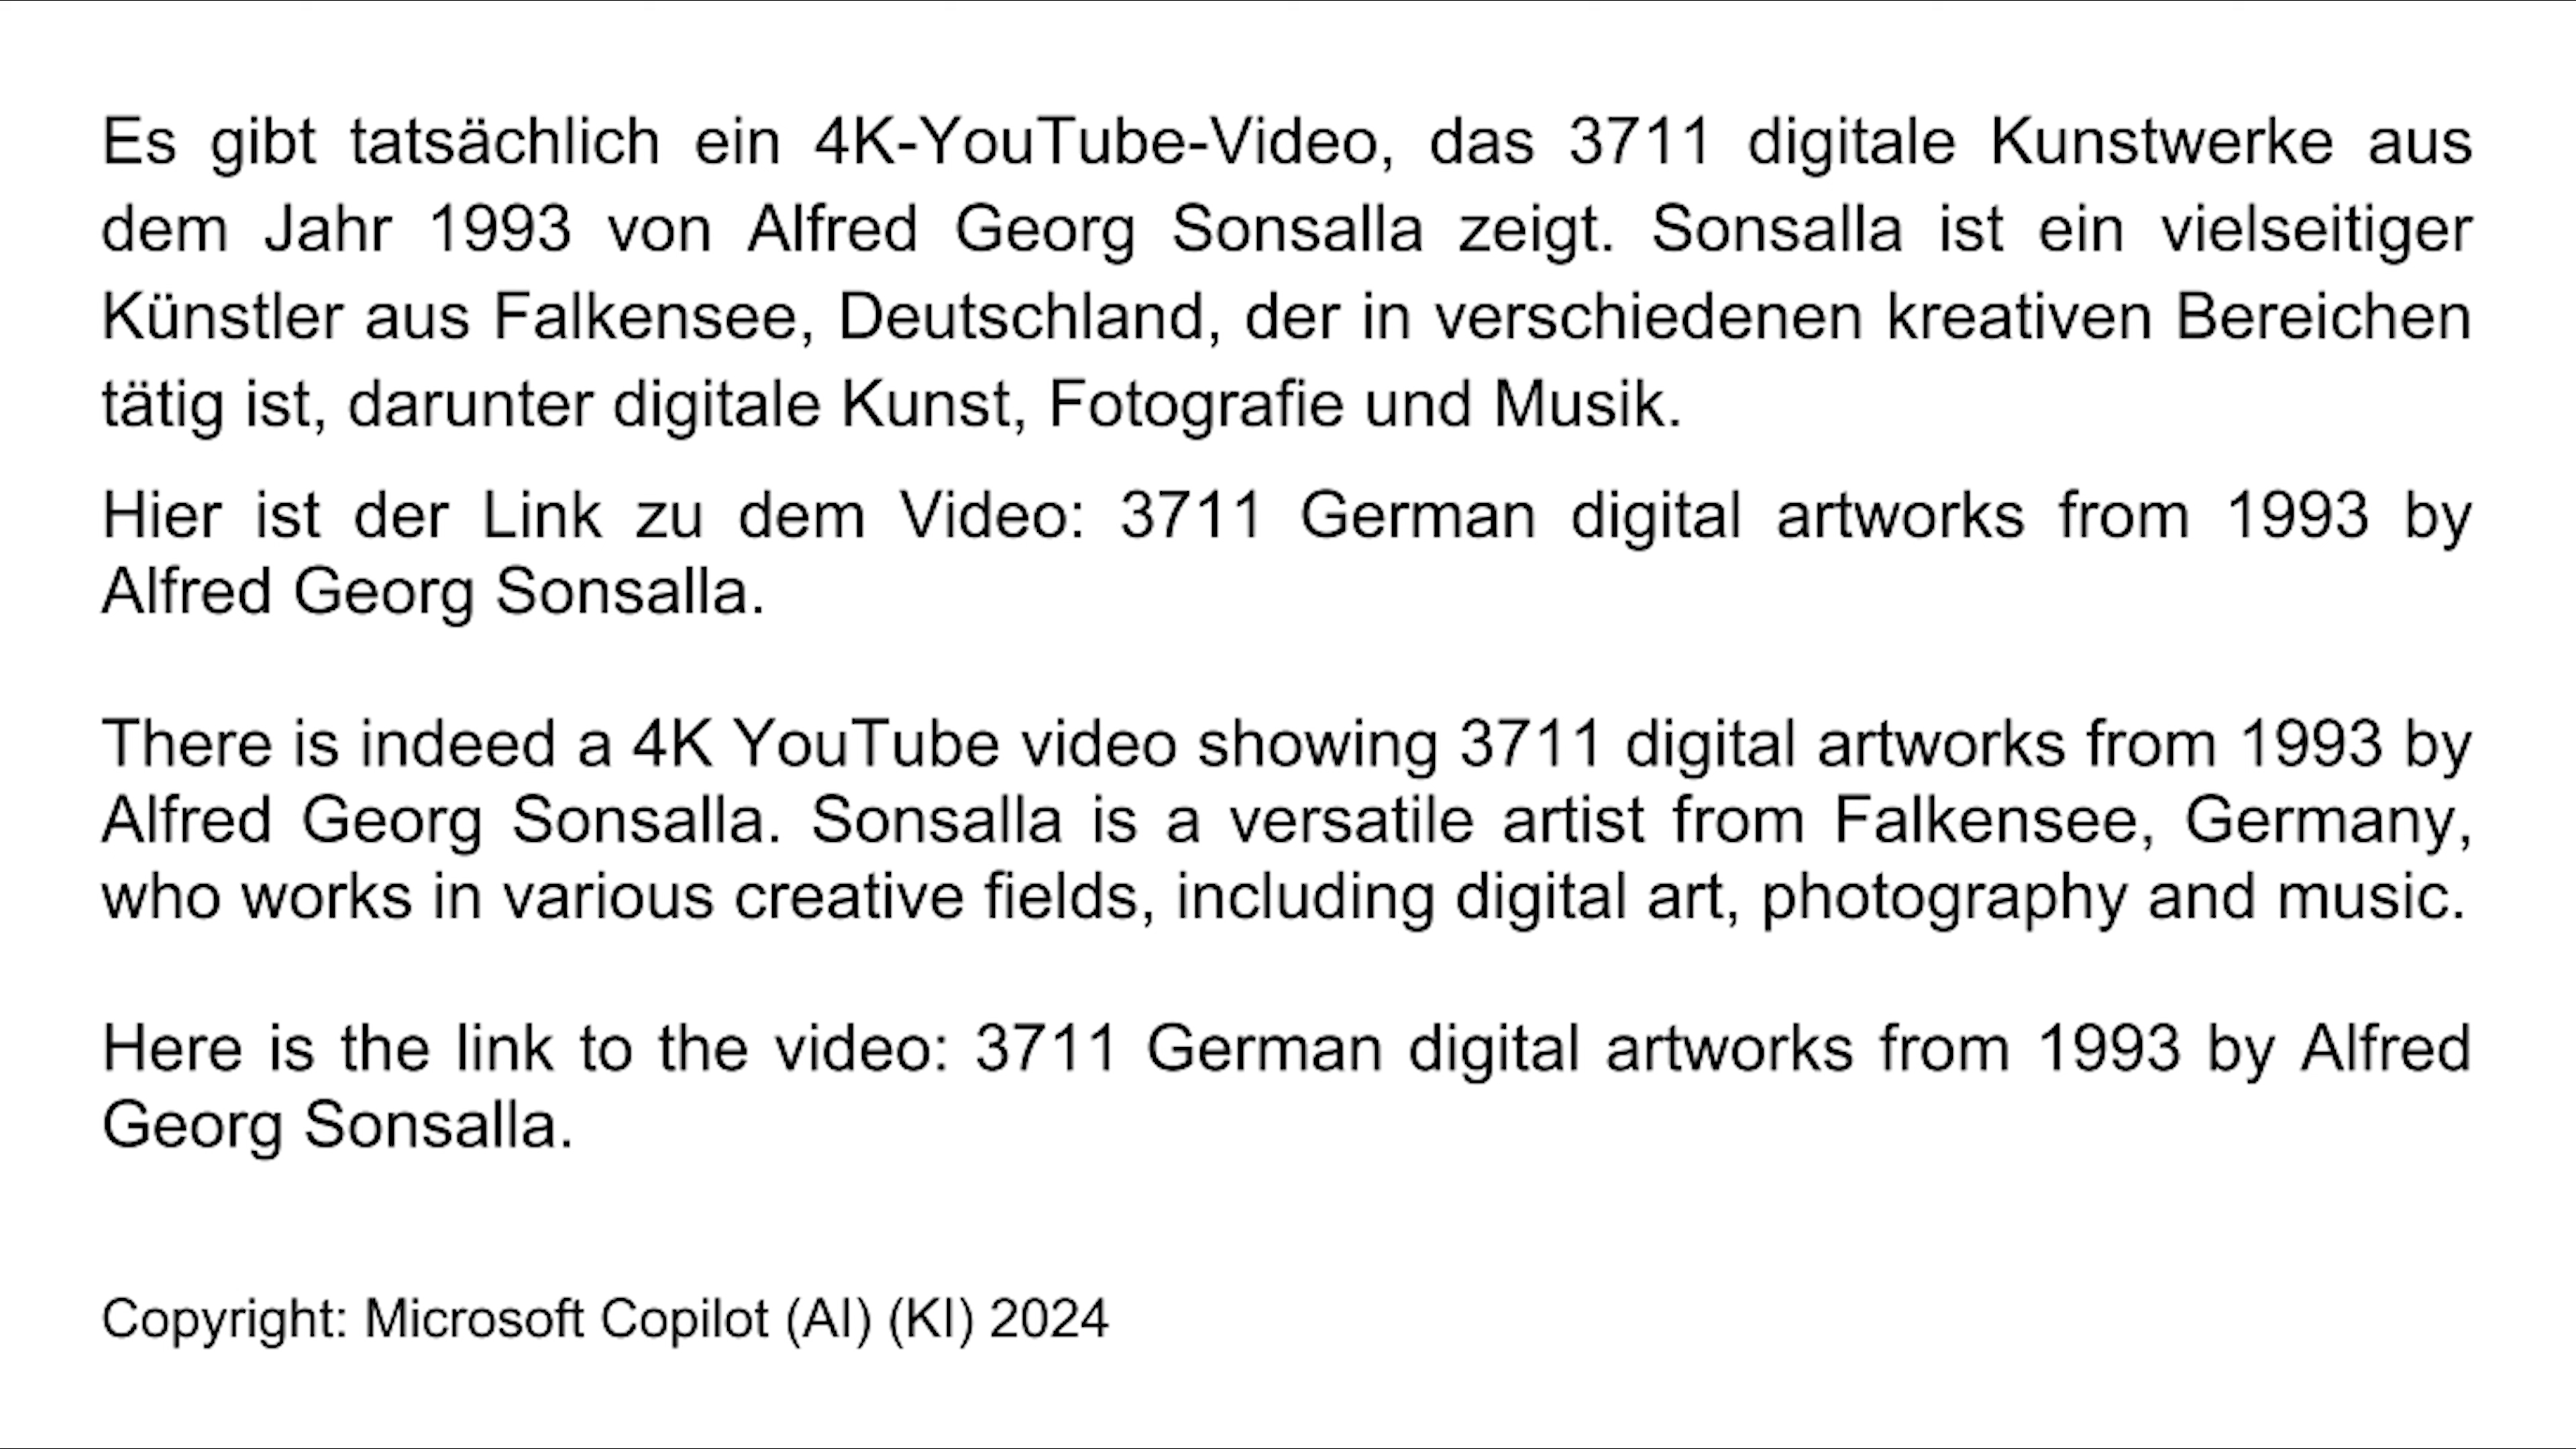 Es gibt tatsächlich ein 4K-YouTube-Video, das 3711 digitale Kunstwerke aus
dem Jahr 1993 von Alfred Georg Sonsalla zeigt. Sonsalla ist ein vielseitiger
Künstler aus Falkensee, Deutschland, der in verschiedenen kreativen Bereichen
tätig ist, darunter digitale Kunst, Fotografie und Musik.
Hier ist der Link zu dem Video: 3711 German digital artworks from 1993 by
Alfred Georg Sonsalla.
There is indeed a 4K YouTube video showing 3711 digital artworks from 1993 by
Alfred Georg Sonsalla. Sonsalla is a versatile artist from Falkensee, Germany,
who works in various creative fields, including digital art, photography and music.
Here is the link to the video: 3711 German digital artworks from 1993 by Alfred
Georg Sonsalla.
Copyright: Microsoft Copilot (AI) (KI) 2024